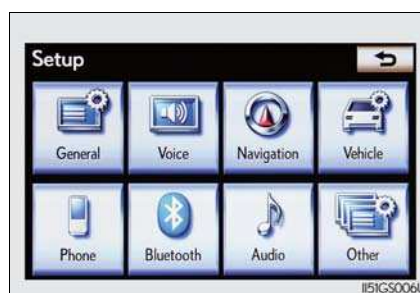 Setup
General Voice Navigation Vehicle
Phone Bluetooth Audio Other
II51GS006